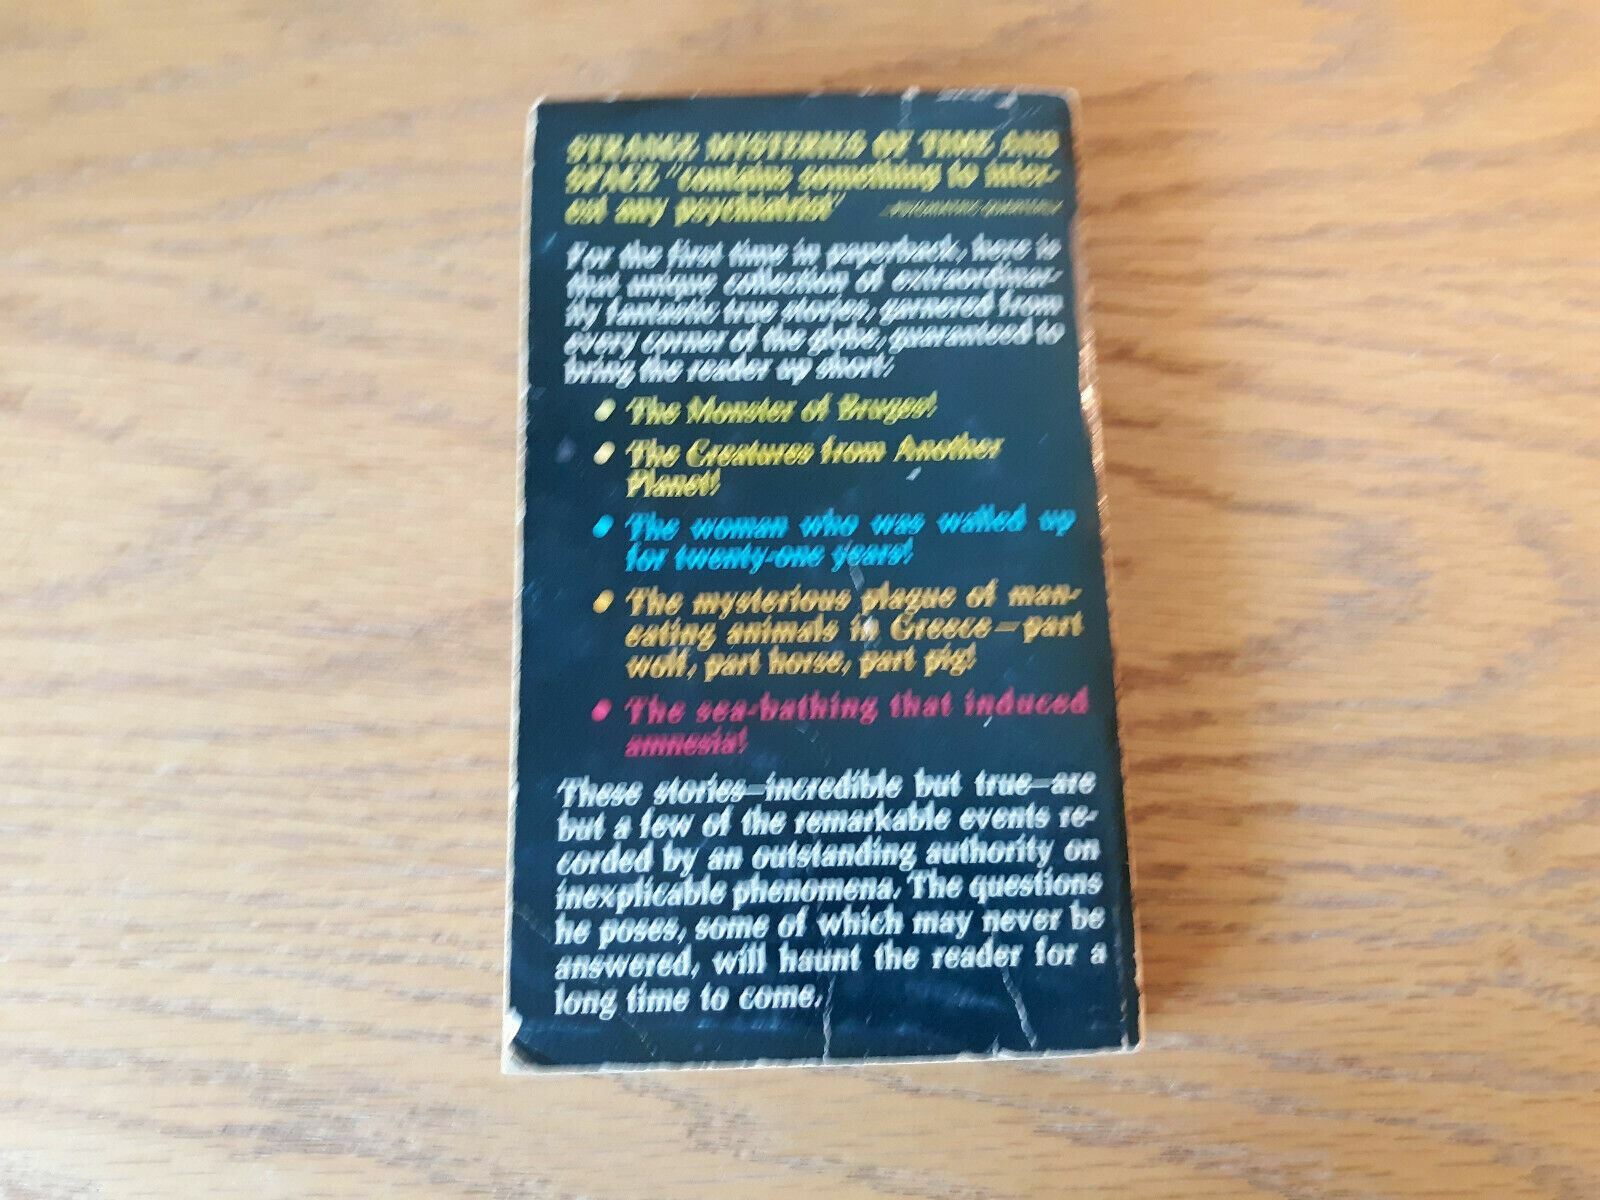 STRANGE MYSTERIES OF TIME AND
SPACE "contains something to inter-
est any psychiatrist"
For the first time in paperback, here is
that unique collection of extraordinar-
ily fantastic true stories, garnered from
every corner of the globe, guaranteed to
bring the reader up short:
• The Monster of Bruges!
• The Creatures from Another
Planet!
• The woman who was walled up
for twenty-one years!
• The mysterious plague of man-
eating animals in Greece—part
wolf, part horse, part pig!
• The sea-bathing that induced
amnesia!
These stories—incredible but true—are
but a few of the remarkable events re-
corded by an outstanding authority on
inexplicable phenomena. The questions
he poses, some of which may never be
answered, will haunt the reader for a
long time to come.